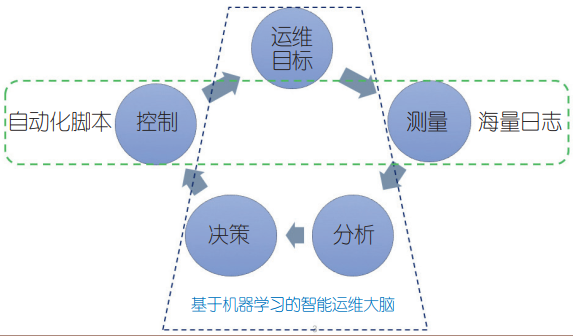 运维
目标
自动化脚本
控制
测量
海量日志
决策
分析
基于机器学习的智能运维大脑